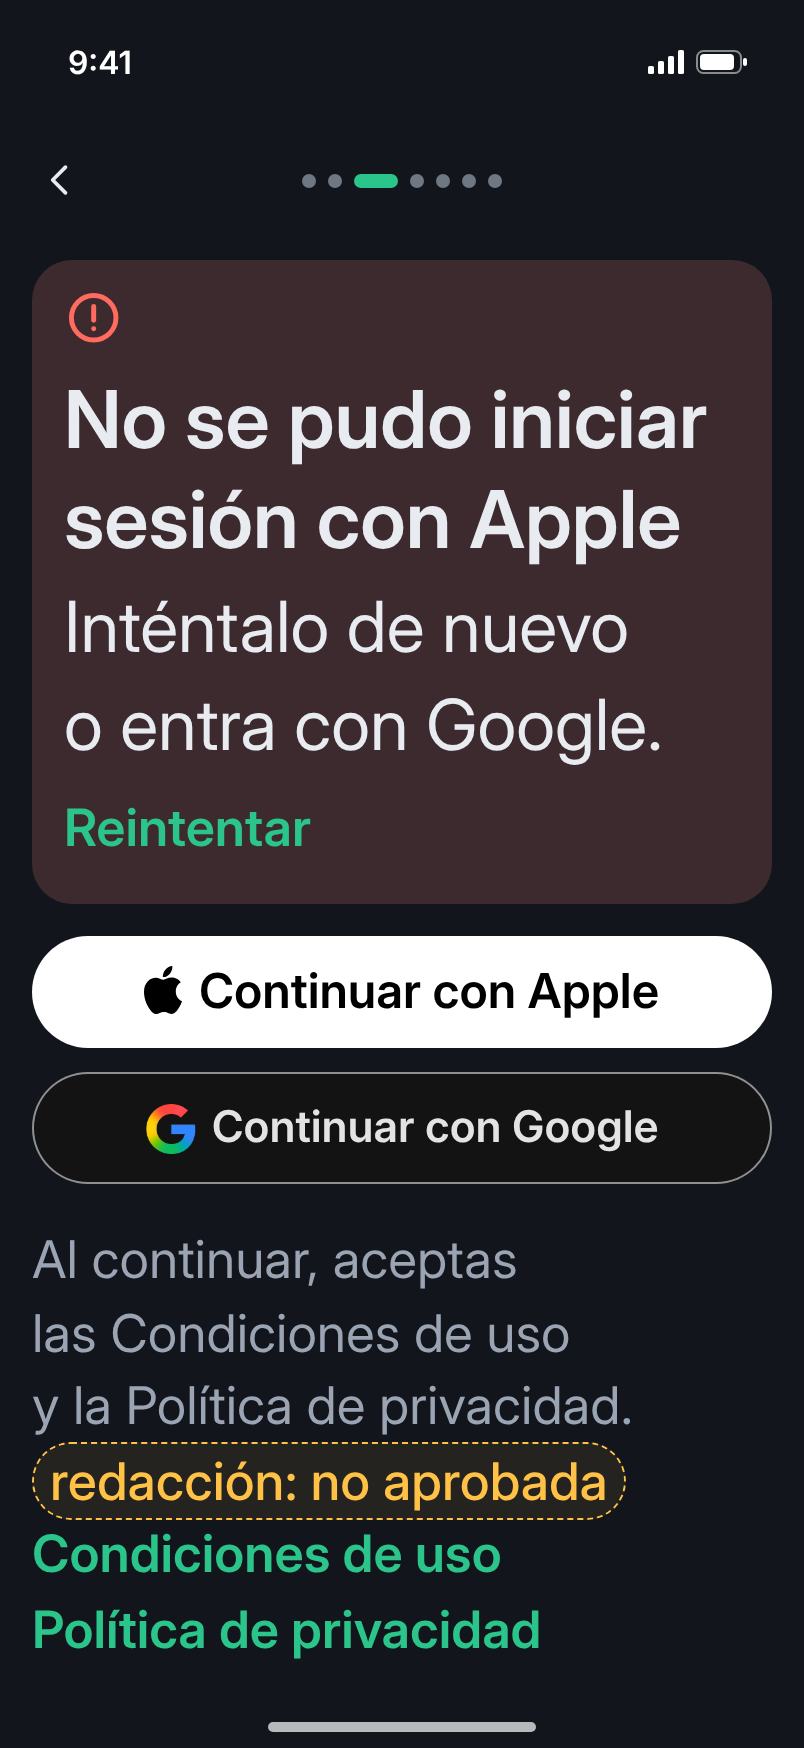 9:41
No se pudo iniciar
sesión con Apple
Inténtalo de nuevo
o entra con Google.
Reintentar
Continuar con Apple
Continuar con Google
Al continuar, aceptas
las Condiciones de uso
y la Política de privacidad.
redacción: no aprobada
Condiciones de uso
Política de privacidad